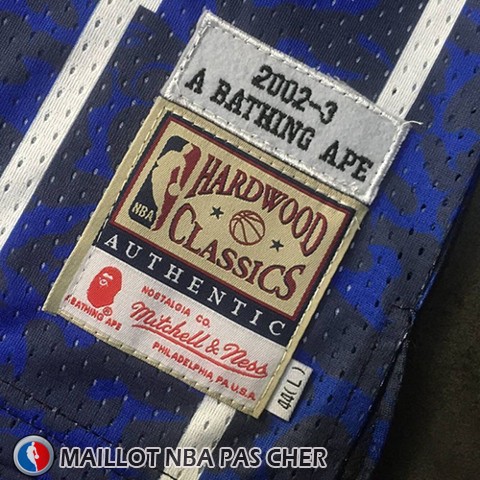 2002-3
A BATHING APE
NBA
HARDWOOD
CLASSICS
AUTHENTIC
A BATHING APE
NOSTALGIA CO.
Mitchell & Ness
PHILADELPHIA, PA U.S.A.
44(L)
MAILLOT NBA PAS CHER